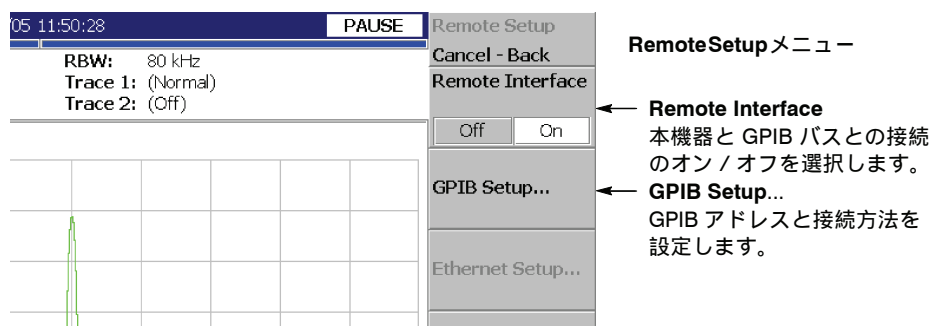 /05 11:50:28
PAUSE
RBW: 80 kHz
Trace 1: (Normal)
Trace 2: (Off)
Remote Setup
Cancel - Back
Remote Interface
Off On
GPIB Setup...
Ethernet Setup...
RemoteSetupメニュー
Remote Interface
本機器と GPIB バスとの接続
のオン / オフを選択します。
GPIB Setup...
GPIB アドレスと接続方法を
設定します。